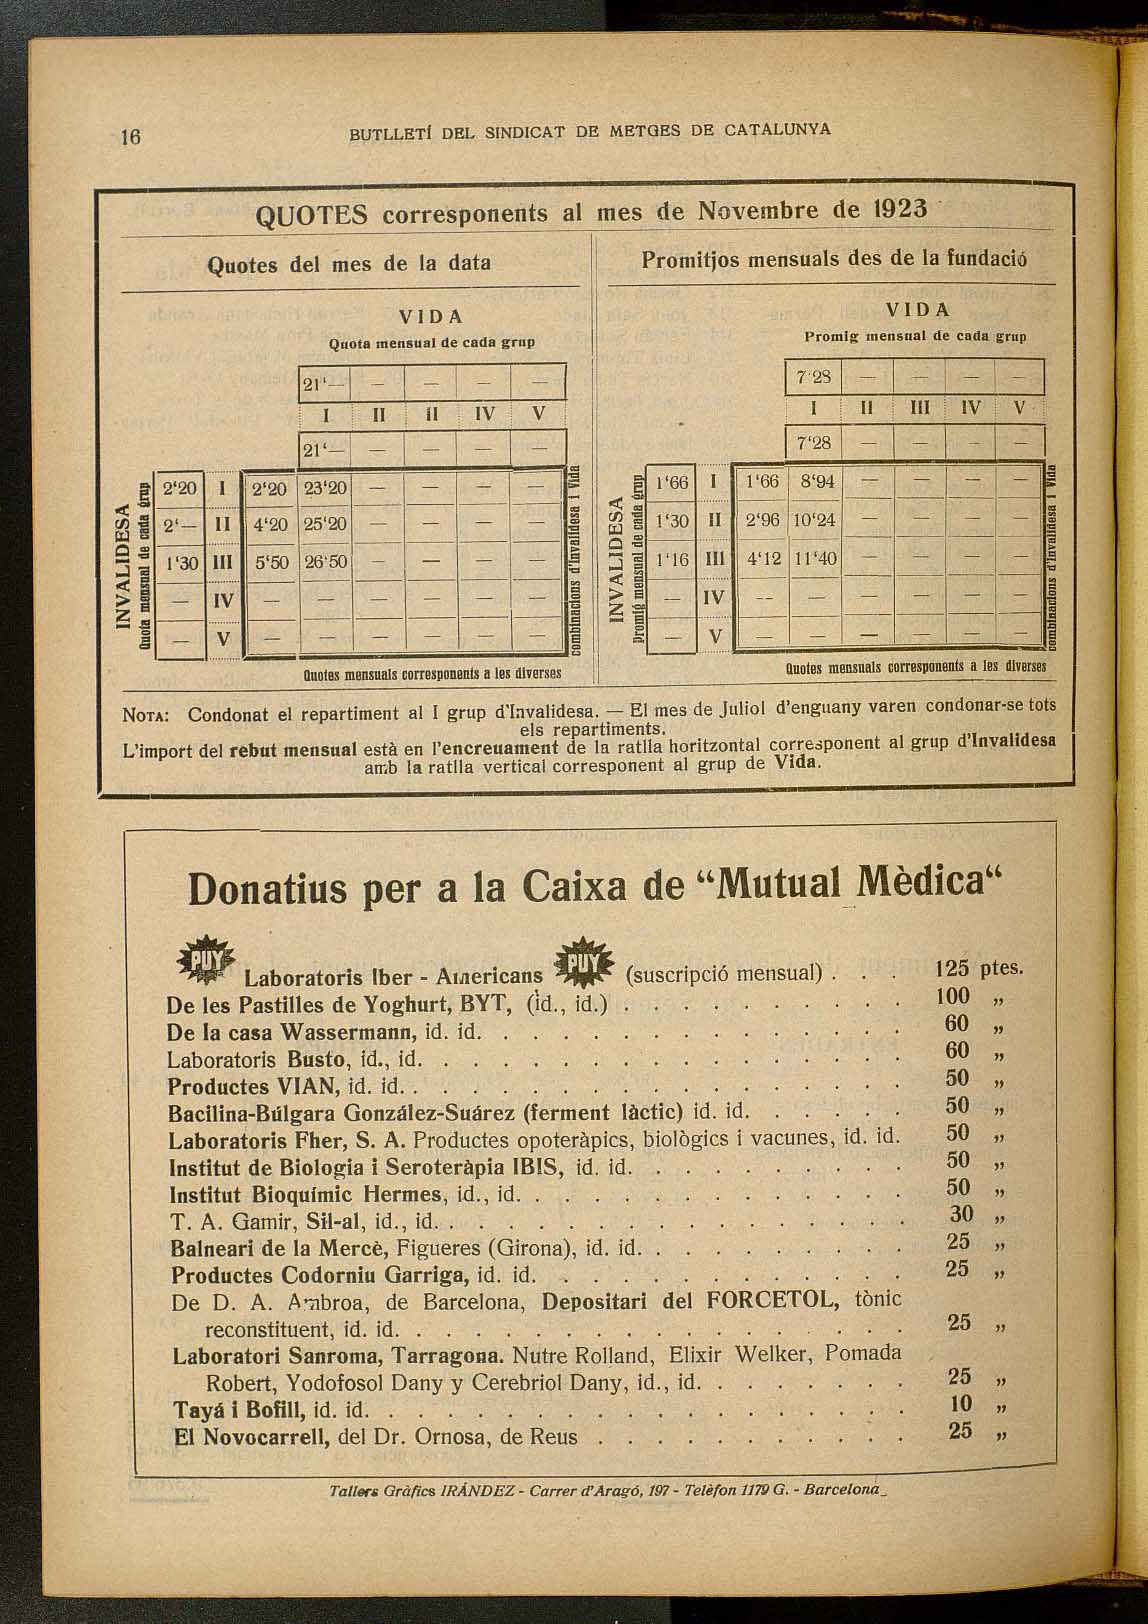 16 BUTLLETÍ DEL SINDICAT DE METGES DE CATALUNYA
QUOTES corresponents al mes de Novembre de 1923
Quotes del mes de la data
VIDA
Quota mensual de cada grup
21‘— — — — —
I II II IV V
21‘— — — — —
INVALIDESA
Quota mensual de cada grup
2‘20 I 2‘20 23‘20 — — — —
2‘— II 4‘20 25‘20 — — — —
1‘30 III 5‘50 26‘50 — — — —
— IV — — — — — —
— V — — — — — —
combinacions d'Invalidesa i Vida
Quotes mensuals corresponents a les diverses
Promitjos mensuals des de la fundació
VIDA
Promig mensual de cada grup
7‘28 — — — —
I II III IV V
7‘28 — — — —
INVALIDESA
Promig mensual de cada grup
1‘66 I 1‘66 8‘94 — — — —
1‘30 II 2‘96 10‘24 — — — —
1‘16 III 4‘12 11‘40 — — — —
— IV -- — — — — —
— V — — — — — —
combinacions d'Invalidesa i Vida
Quotes mensuals corresponents a les diverses
NOTA: Condonat el repartiment al I grup d'Invalidesa. — El mes de Juliol d'enguany varen condonar-se tots
els repartiments.
L'import del rebut mensual està en l'encreuament de la ratlla horitzontal corresponent al grup d'Invalidesa
amb la ratlla vertical corresponent al grup de Vida.
Donatius per a la Caixa de “Mutual Mèdica“
PUY Laboratoris Iber - Americans PUY (suscripció mensual) . . . 125 ptes.
De les Pastilles de Yoghurt, BYT, (id., id.) . . . . . . . . . . 100 „
De la casa Wassermann, id. id. . . . . . . . . . . . . . . 60 „
Laboratoris Busto, id., id. . . . . . . . . . . . . . . . . 60 „
Productes VIAN, id. id. . . . . . . . . . . . . . . . . . 50 „
Bacilina-Búlgara González-Suárez (ferment làctic) id. id. . . . . . 50 „
Laboratoris Fher, S. A. Productes opoteràpics, biològics i vacunes, id. id. 50 „
Institut de Biologia i Seroteràpia IBIS, id. id. . . . . . . . . . 50 „
Institut Bioquímic Hermes, id., id. . . . . . . . . . . . . . 50 „
T. A. Gamir, Sil-al, id., id. . . . . . . . . . . . . . . . . 30 „
Balneari de la Mercè, Figueres (Girona), id. id. . . . . . . . . . 25 „
Productes Codorniu Garriga, id. id. . . . . . . . . . . . . . 25 „
De D. A. Ambroa, de Barcelona, Depositari del FORCETOL, tònic
reconstituent, id. id. . . . . . . . . . . . . . . . . . . 25 „
Laboratori Sanroma, Tarragona. Nutre Rolland, Elixir Welker, Pomada
Robert, Yodofosol Dany y Cerebriol Dany, id., id. . . . . . . . 25 „
Tayá i Bofill, id. id. . . . . . . . . . . . . . . . . . . . 10 „
El Novocarrell, del Dr. Ornosa, de Reus . . . . . . . . . . . 25 „
Tallers Gràfics IRÁNDEZ - Carrer d'Aragó, 197 - Telèfon 1179 G. - Barcelona